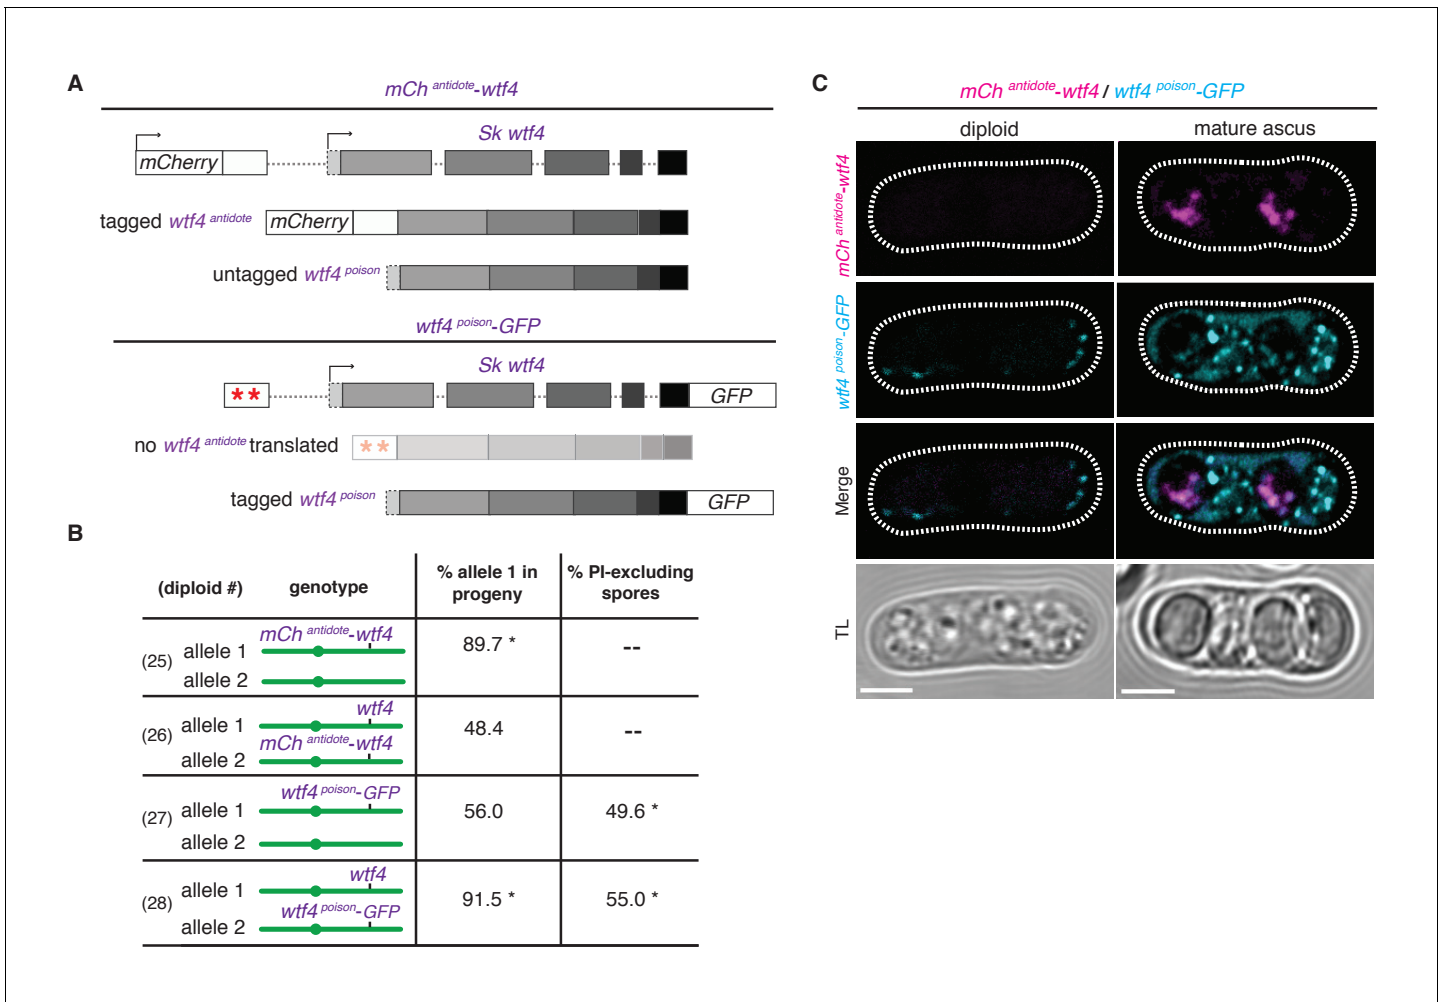 A
mCh antidote-wtf4
Sk wtf4
mCherry
tagged wtf4 antidote
mCherry
untagged wtf4 poison
wtf4 poison-GFP
Sk wtf4
** GFP
no wtf4 antidote translated
**
tagged wtf4 poison
GFP
B
(diploid #) genotype % allele 1 in progeny % PI-excluding spores
mCh antidote-wtf4
(25) allele 1 89.7 * --
allele 2
wtf4
(26) allele 1 48.4 --
mCh antidote-wtf4
allele 2
wtf4 poison-GFP
(27) allele 1 56.0 49.6 *
allele 2
wtf4
(28) allele 1 91.5 * 55.0 *
wtf4 poison-GFP
allele 2
C
mCh antidote-wtf4 / wtf4 poison-GFP
diploid mature ascus
mCh antidote-wtf4
wtf4 poison-GFP
Merge
TL